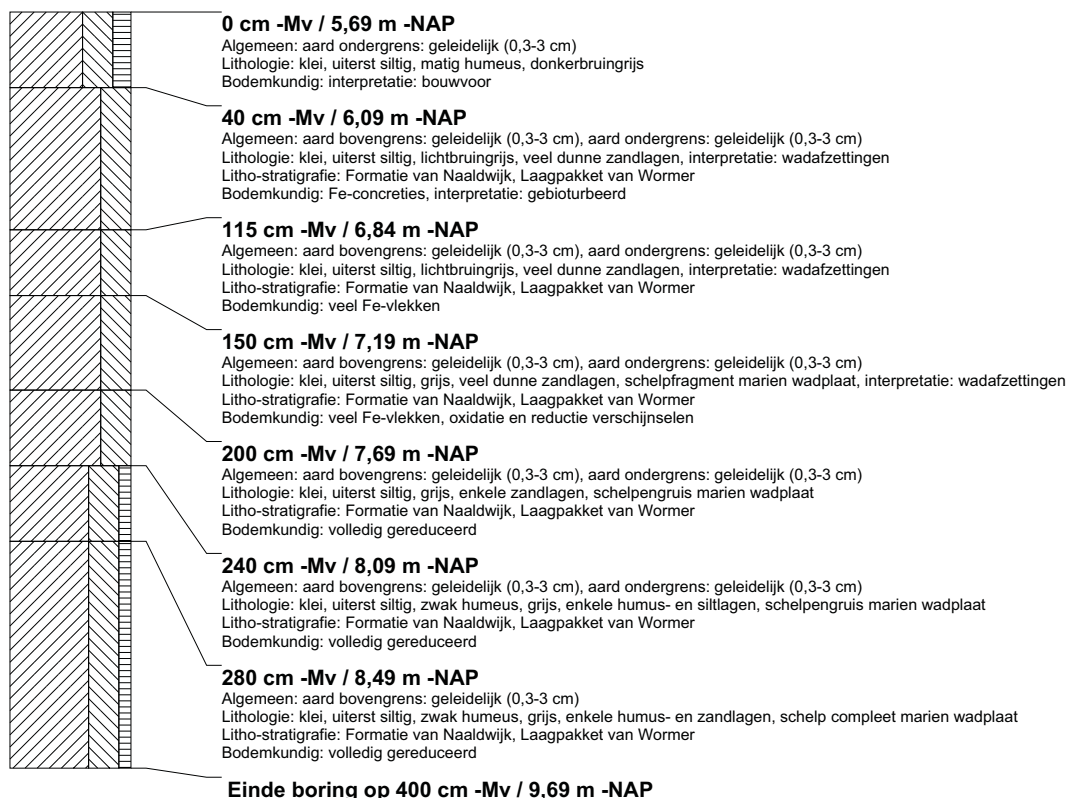 0 cm -Mv / 5,69 m -NAP
Algemeen: aard ondergrens: geleidelijk (0,3-3 cm)
Lithologie: klei, uiterst siltig, matig humeus, donkerbruingrijs
Bodemkundig: interpretatie: bouwvoor
40 cm -Mv / 6,09 m -NAP
Algemeen: aard bovengrens: geleidelijk (0,3-3 cm), aard ondergrens: geleidelijk (0,3-3 cm)
Lithologie: klei, uiterst siltig, lichtbruingrijs, veel dunne zandlagen, interpretatie: wadafzettingen
Litho-stratigrafie: Formatie van Naaldwijk, Laagpakket van Wormer
Bodemkundig: Fe-concreties, interpretatie: gebioturbeerd
115 cm -Mv / 6,84 m -NAP
Algemeen: aard bovengrens: geleidelijk (0,3-3 cm), aard ondergrens: geleidelijk (0,3-3 cm)
Lithologie: klei, uiterst siltig, lichtbruingrijs, veel dunne zandlagen, interpretatie: wadafzettingen
Litho-stratigrafie: Formatie van Naaldwijk, Laagpakket van Wormer
Bodemkundig: veel Fe-vlekken
150 cm -Mv / 7,19 m -NAP
Algemeen: aard bovengrens: geleidelijk (0,3-3 cm), aard ondergrens: geleidelijk (0,3-3 cm)
Lithologie: klei, uiterst siltig, grijs, veel dunne zandlagen, schelpfragment marien wadplaat, interpretatie: wadafzettingen
Litho-stratigrafie: Formatie van Naaldwijk, Laagpakket van Wormer
Bodemkundig: veel Fe-vlekken, oxidatie en reductie verschijnselen
200 cm -Mv / 7,69 m -NAP
Algemeen: aard bovengrens: geleidelijk (0,3-3 cm), aard ondergrens: geleidelijk (0,3-3 cm)
Lithologie: klei, uiterst siltig, grijs, enkele zandlagen, schelpengruis marien wadplaat
Litho-stratigrafie: Formatie van Naaldwijk, Laagpakket van Wormer
Bodemkundig: volledig gereduceerd
240 cm -Mv / 8,09 m -NAP
Algemeen: aard bovengrens: geleidelijk (0,3-3 cm), aard ondergrens: geleidelijk (0,3-3 cm)
Lithologie: klei, uiterst siltig, zwak humeus, grijs, enkele humus- en siltlagen, schelpengruis marien wadplaat
Litho-stratigrafie: Formatie van Naaldwijk, Laagpakket van Wormer
Bodemkundig: volledig gereduceerd
280 cm -Mv / 8,49 m -NAP
Algemeen: aard bovengrens: geleidelijk (0,3-3 cm)
Lithologie: klei, uiterst siltig, zwak humeus, grijs, enkele humus- en zandlagen, schelp compleet marien wadplaat
Litho-stratigrafie: Formatie van Naaldwijk, Laagpakket van Wormer
Bodemkundig: volledig gereduceerd
Einde boring op 400 cm -Mv / 9,69 m -NAP